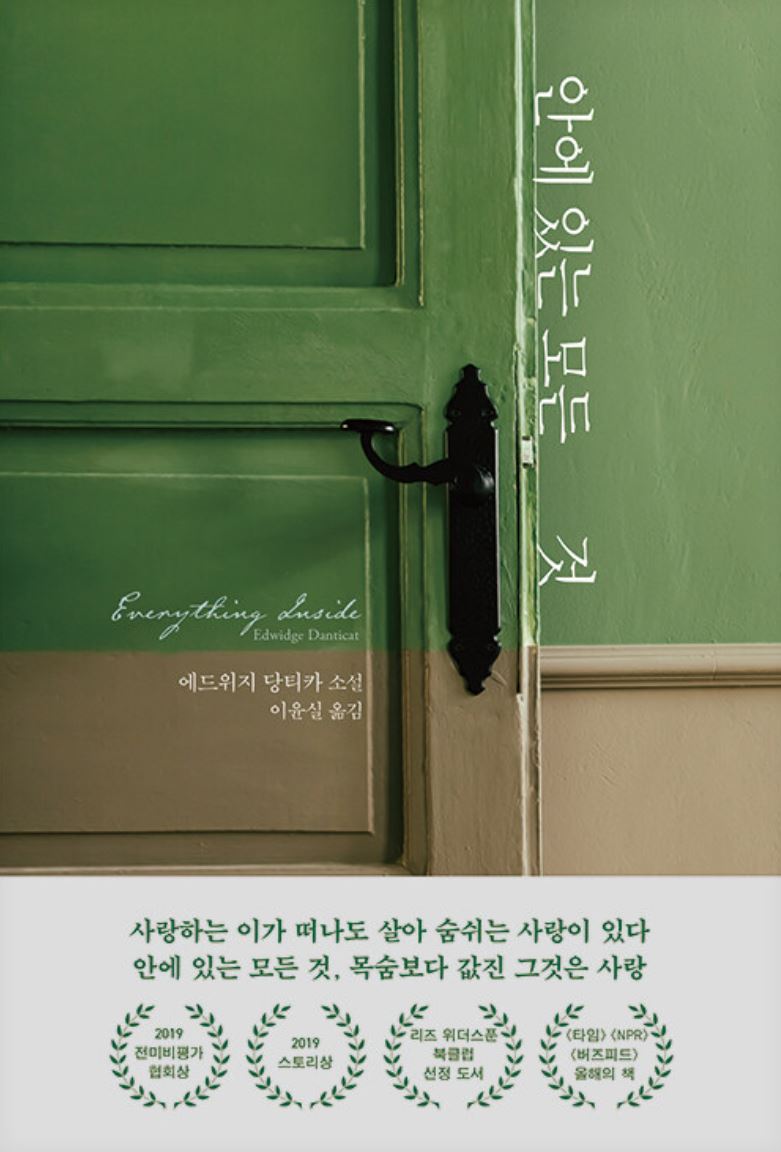 안에 있는 모든 것
Everything Inside
Edwidge Danticat
에드위지 당티카 소설
이윤실 옮김
사랑하는 이가 떠나도 살아 숨쉬는 사랑이 있다
안에 있는 모든 것, 목숨보다 값진 그것은 사랑
2019
전미비평가
협회상
2019
스토리상
리즈 위더스푼
북클럽
선정 도서
〈타임〉 〈NPR〉
〈버즈피드〉
올해의 책